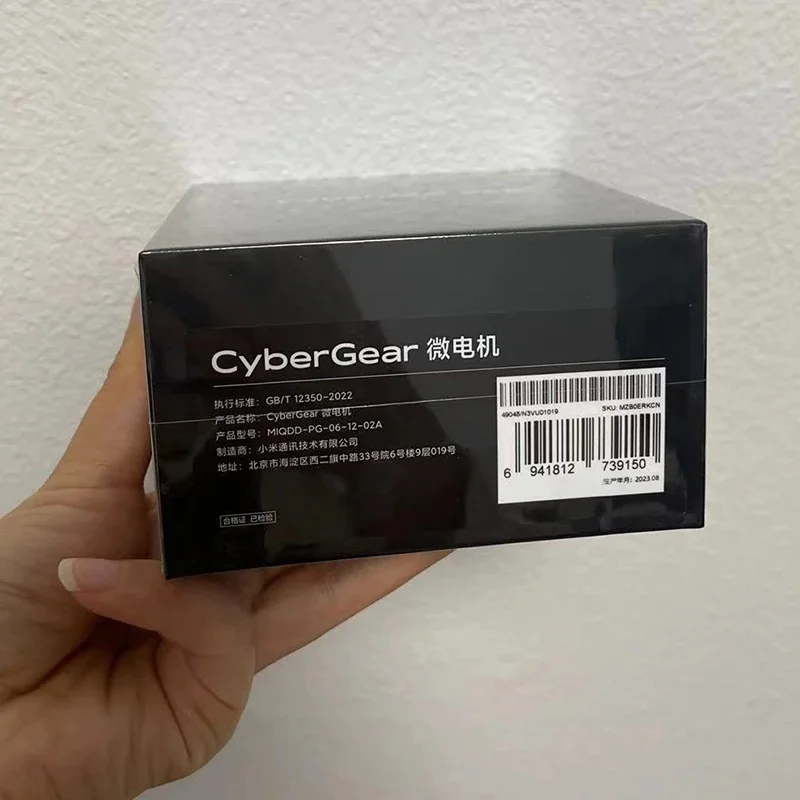 CyberGear 微电机
执行标准：GB/T 12350-2022
产品名称：CyberGear 微电机
产品型号：MIQDD-PG-06-12-02A
制造商：小米通讯技术有限公司
地址：北京市海淀区西二旗中路33号院6号楼9层019号
合格证 已检验
49048/N3VU01019 SKU: MZB0ERKCN
6 941812 739150
生产年月：2023.08